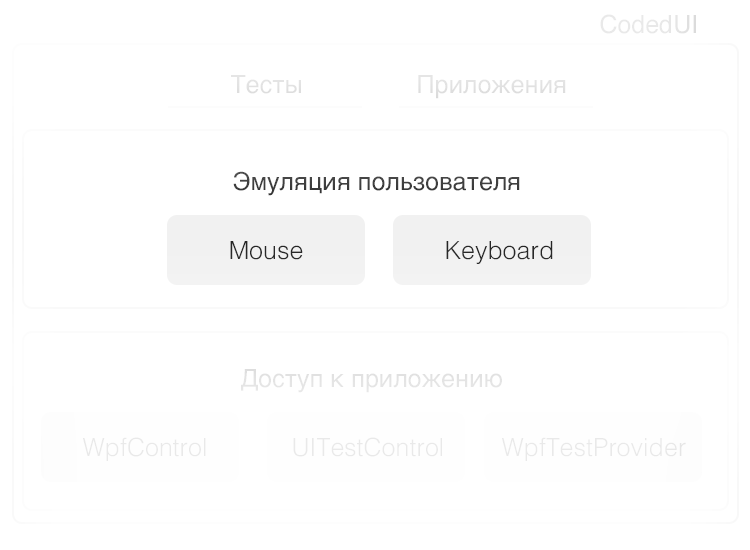 CodedUI
Тесты Приложения
Эмуляция пользователя
Mouse Keyboard
Доступ к приложению
WpfControl UITestControl WpfTestProvider